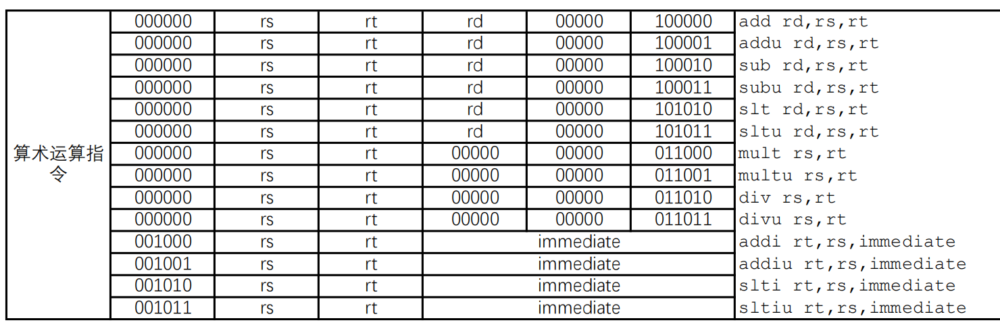 000000 rs rt rd 00000 100000 add rd,rs,rt
000000 rs rt rd 00000 100001 addu rd,rs,rt
000000 rs rt rd 00000 100010 sub rd,rs,rt
000000 rs rt rd 00000 100011 subu rd,rs,rt
000000 rs rt rd 00000 101010 slt rd,rs,rt
000000 rs rt rd 00000 101011 sltu rd,rs,rt
算术运算指
令
000000 rs rt 00000 00000 011000 mult rs,rt
000000 rs rt 00000 00000 011001 multu rs,rt
000000 rs rt 00000 00000 011010 div rs,rt
000000 rs rt 00000 00000 011011 divu rs,rt
001000 rs rt immediate addi rt,rs,immediate
001001 rs rt immediate addiu rt,rs,immediate
001010 rs rt immediate slti rt,rs,immediate
001011 rs rt immediate sltiu rt,rs,immediate